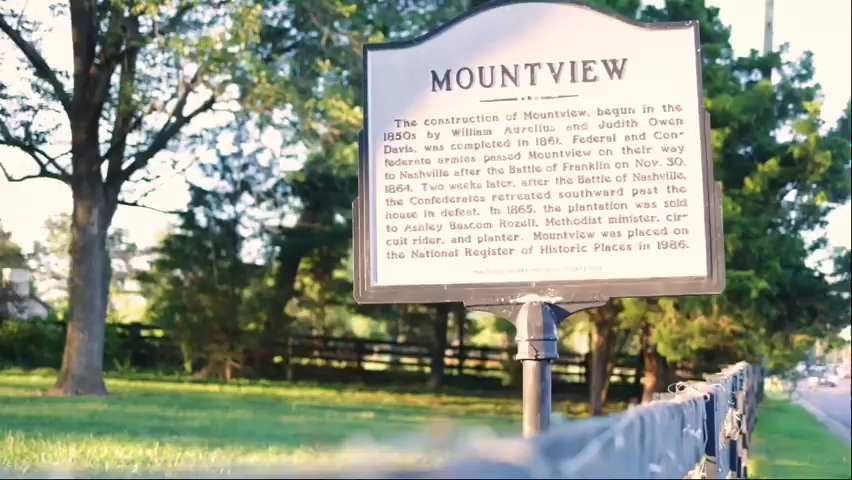 MOUNTVIEW
The construction of Mountview, begun in the
1850s by William Aurelius and Judith Owen
Davis, was completed in 1861. Federal and Con-
federate armies passed Mountview on their way
to Nashville after the Battle of Franklin on Nov. 30,
1864. Two weeks later, after the Battle of Nashville,
the Confederates retreated southward past the
house in defeat. In 1865, the plantation was sold
to Ashley Bascom Rozell, Methodist minister, cir-
cuit rider, and planter. Mountview was placed on
the National Register of Historic Places in 1986.